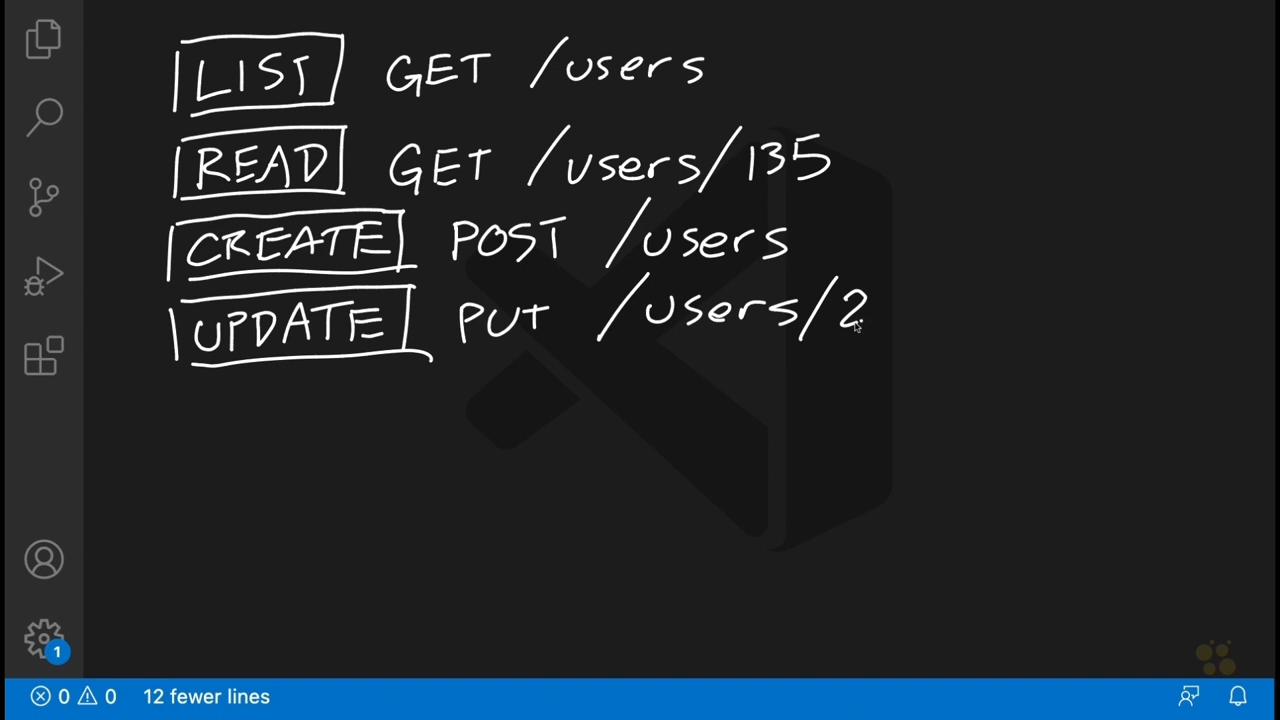 LIST GET /users
READ GET /users/135
CREATE POST /users
UPDATE PUT /users/2
1
0 0 12 fewer lines